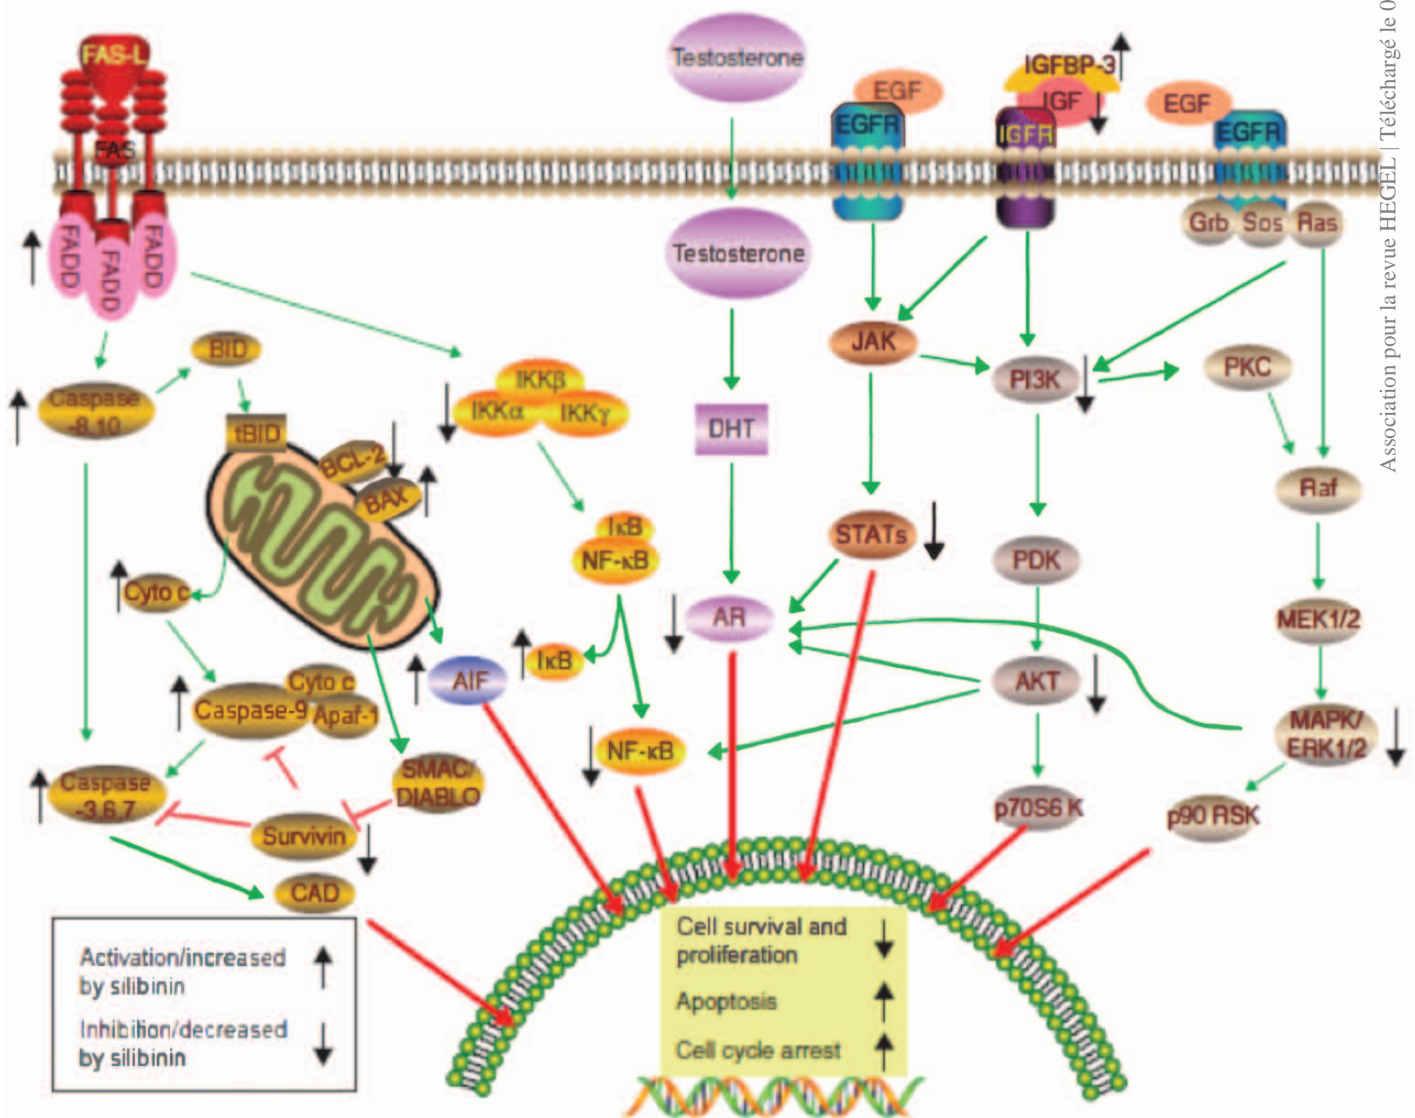 FAS-L
FAS
FADD
FADD
FADD
Testosterone
EGF
EGFR
IGFBP-3
IGF
IGFR
EGF
EGFR
Grb
Sos
Ras
Testosterone
BID
Caspase
-8,10
tBID
BCL-2
BAX
IKKβ
IKKα
IKKγ
DHT
JAK
PI3K
PKC
Raf
IκB
NF-κB
STATs
PDK
Cyto c
AR
MEK1/2
IκB
AIF
AKT
Cyto c
Caspase-9
Apaf-1
NF-κB
MAPK/
ERK1/2
Caspase
-3,6,7
SMAC/
DIABLO
p70S6 K
p90 RSK
Survivin
CAD
Activation/increased
by silibinin
Inhibilion/decreased
by silibinin
Cell survival and
proliferation
Apoptosis
Cell cycle arrest
Association pour la revue HEGEL | Téléchargé le 0